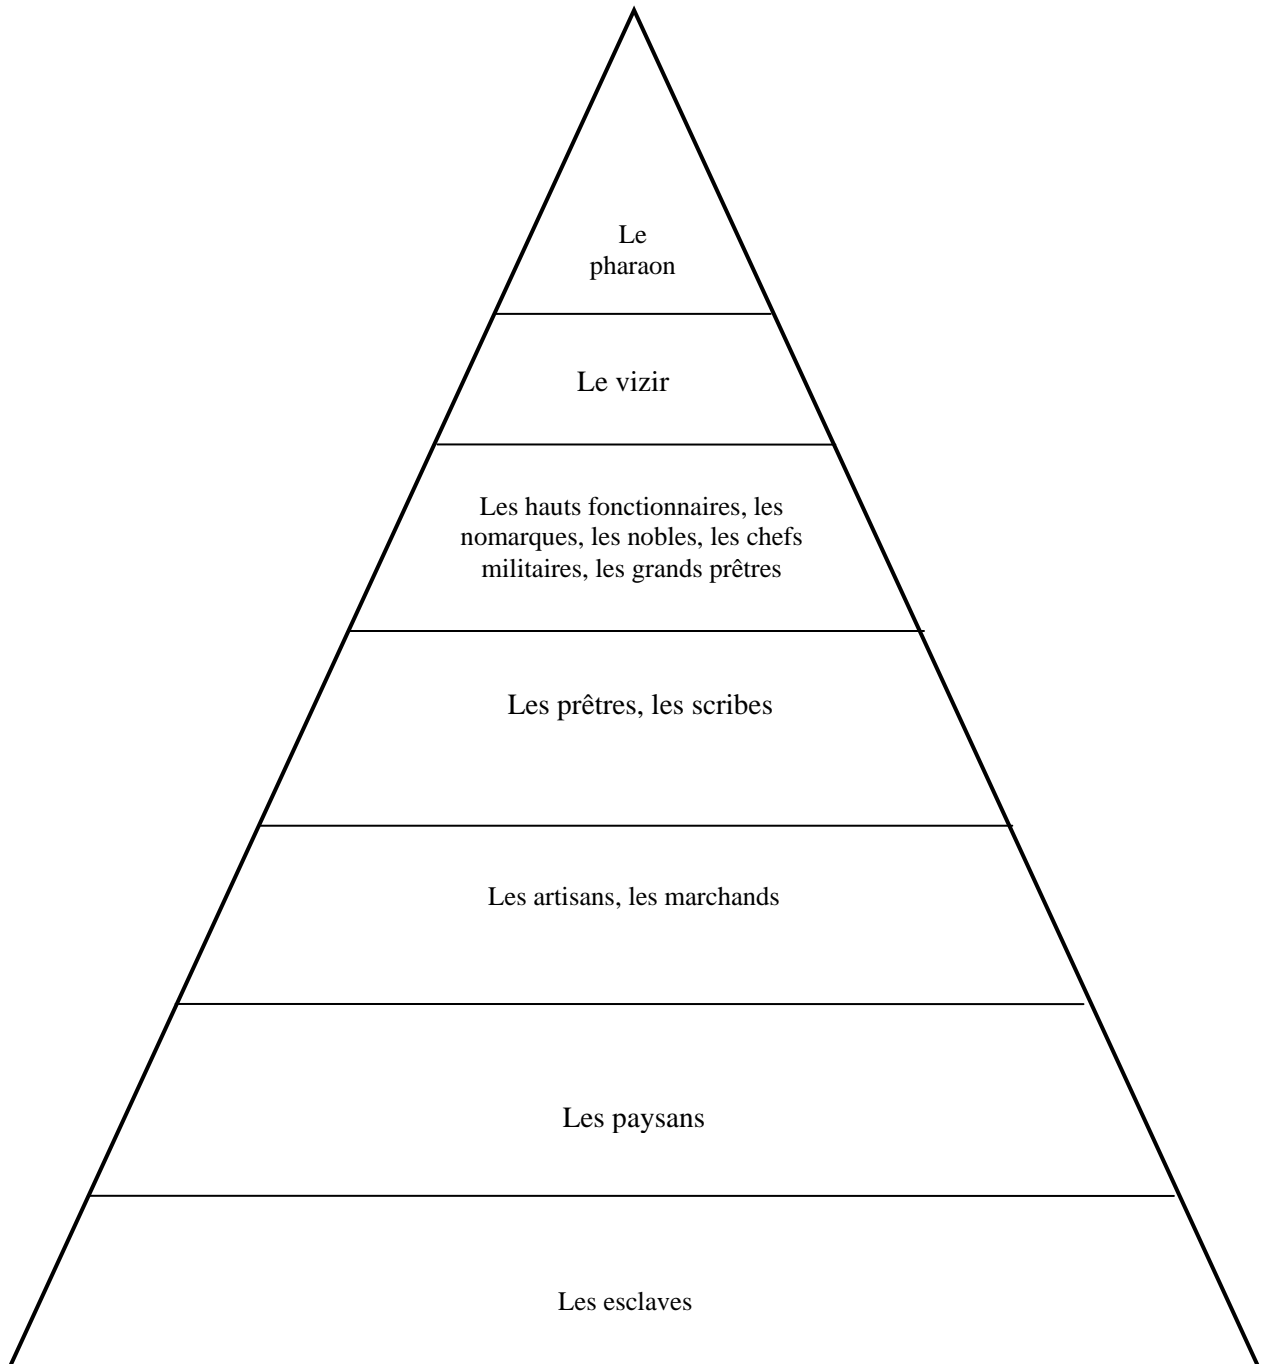 Le
pharaon
Le vizir
Les hauts fonctionnaires, les
nomarques, les nobles, les chefs
militaires, les grands prêtres
Les prêtres, les scribes
Les artisans, les marchands
Les paysans
Les esclaves